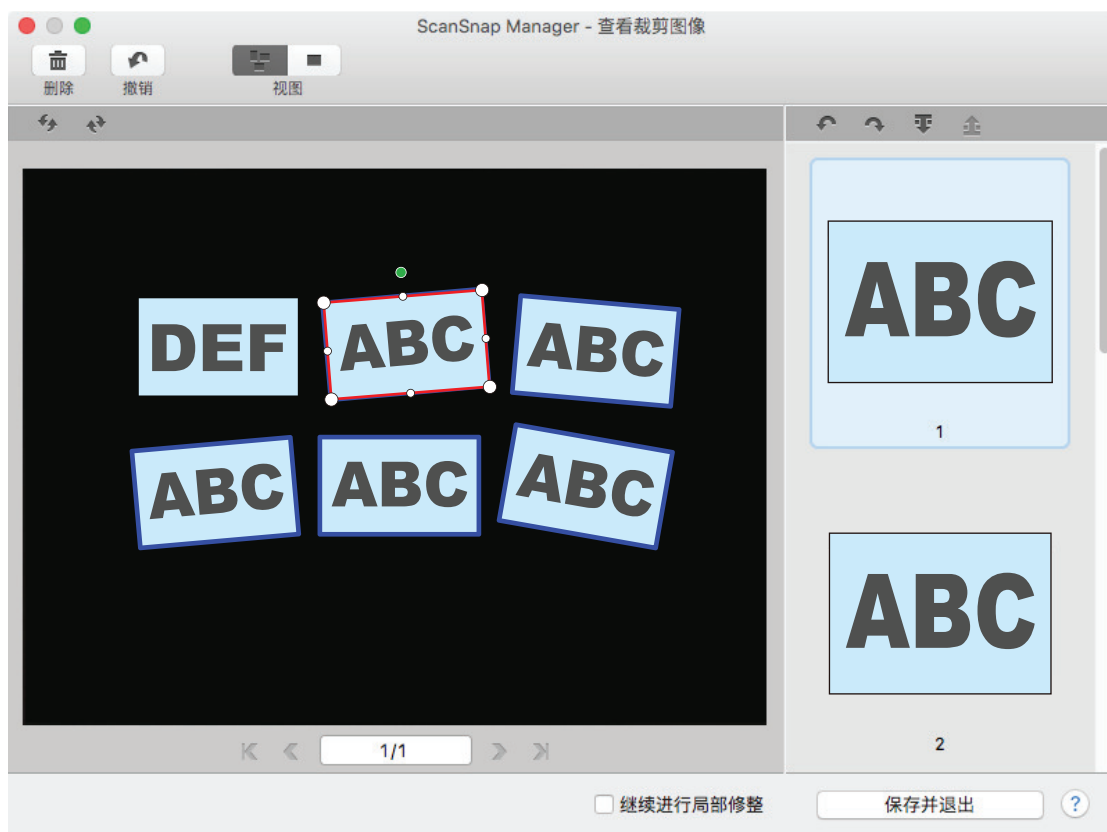 ScanSnap Manager - 查看裁剪图像
删除 撤销 视图
DEF ABC ABC
ABC ABC ABC
1/1
ABC
1
ABC
2
继续进行局部修整 保存并退出 ?